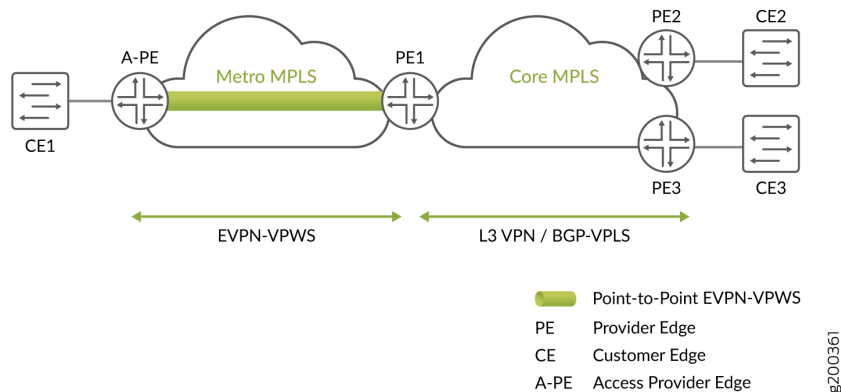 PE2
CE2
A-PE
PE1
Metro MPLS
Core MPLS
CE1
PE3
CE3
EVPN-VPWS
L3 VPN / BGP-VPLS
Point-to-Point EVPN-VPWS
PE Provider Edge
CE Customer Edge
A-PE Access Provider Edge
g200361